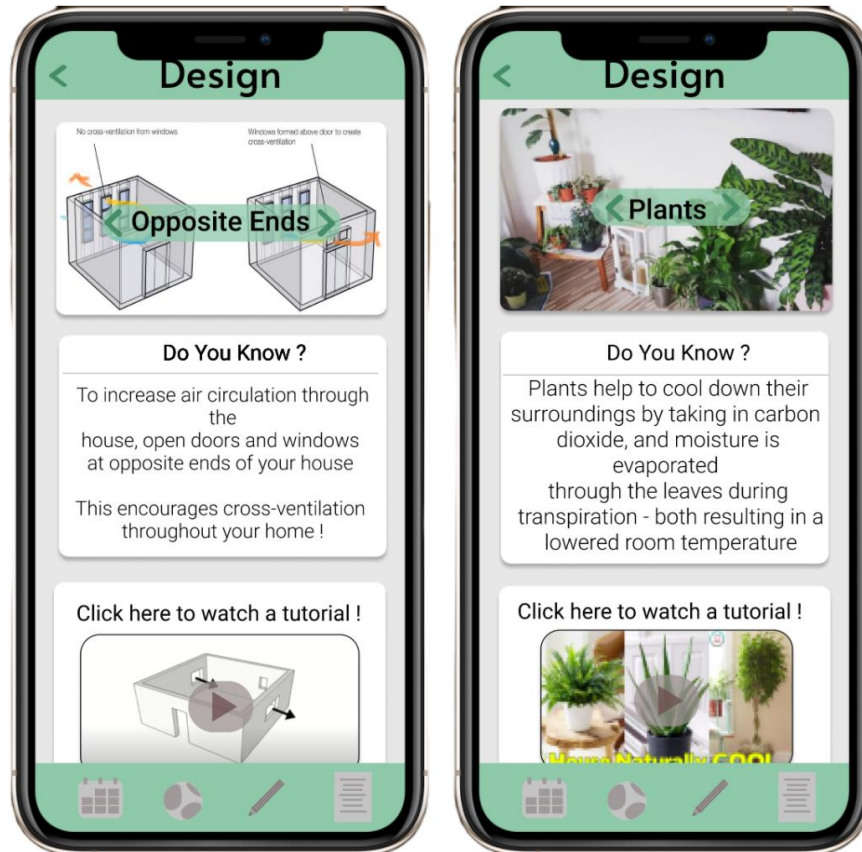 Design
No cross-ventilation from windows
Windows formed above door to create
cross-ventilation
Opposite Ends
Do You Know ?
To increase air circulation through
the
house, open doors and windows
at opposite ends of your house
This encourages cross-ventilation
throughout your home !
Click here to watch a tutorial !
Design
Plants
Do You Know ?
Plants help to cool down their
surroundings by taking in carbon
dioxide, and moisture is
evaporated
through the leaves during
transpiration - both resulting in a
lowered room temperature
Click here to watch a tutorial !
House Naturally COOL